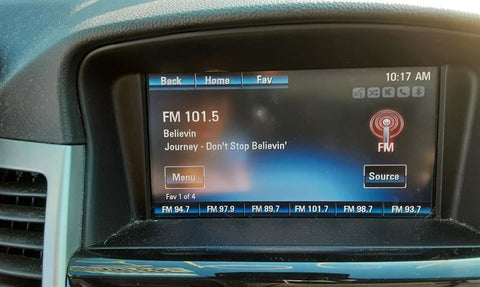 Back Home Fav 10:17 AM
FM 101.5
Believin
Journey - Don't Stop Believin'
FM
Menu Source
Fav 1 of 4
FM 94.7 FM 97.9 FM 89.7 FM 101.7 FM 98.7 FM 93.7